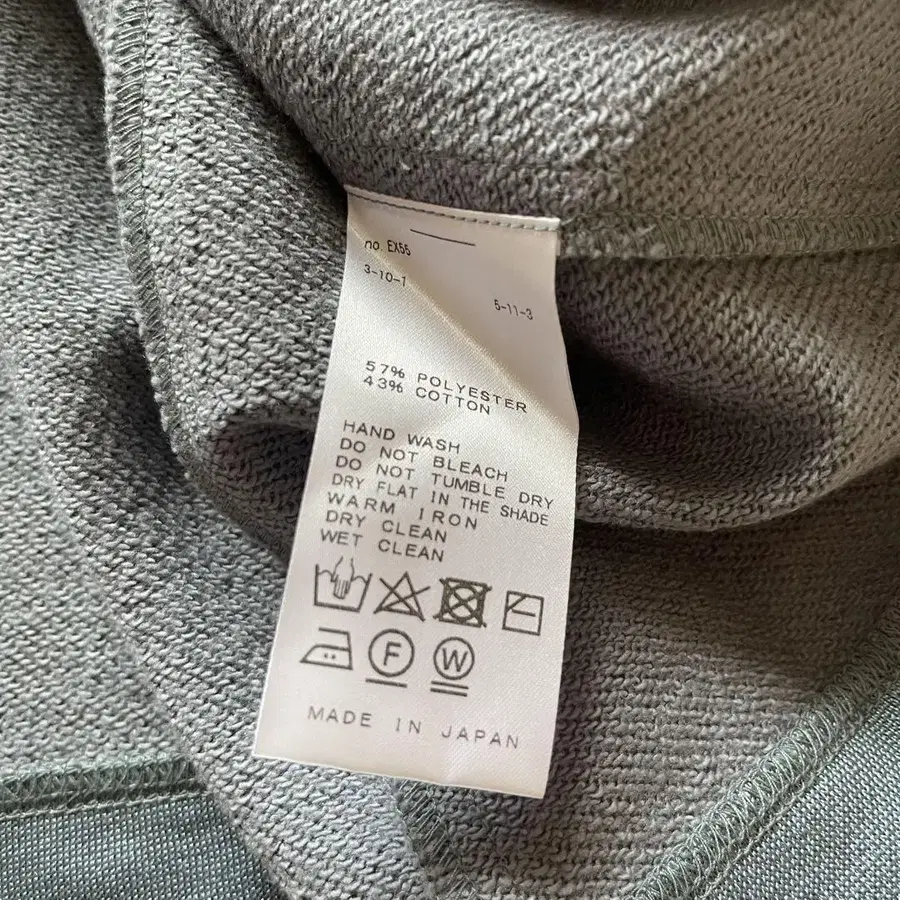 no. EX55
3-10-1
5-11-3
57% POLYESTER
43% COTTON
HAND WASH
DO NOT BLEACH
DO NOT TUMBLE DRY
DRY FLAT IN THE SHADE
WARM IRON
DRY CLEAN
WET CLEAN
F W
MADE IN JAPAN